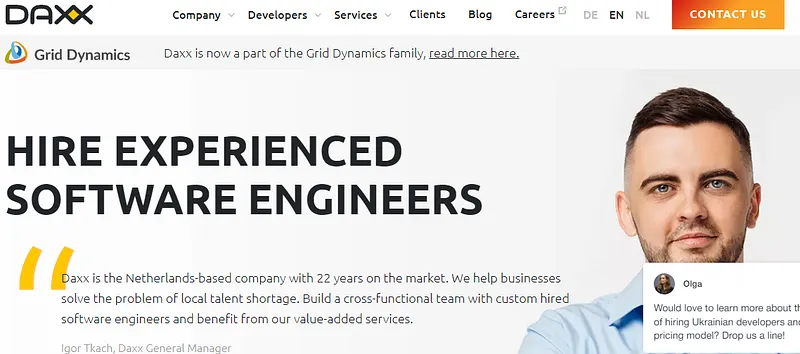 DAXX
Company Developers Services Clients Blog Careers DE EN NL CONTACT US
Grid Dynamics Daxx is now a part of the Grid Dynamics family, read more here.
HIRE EXPERIENCED
SOFTWARE ENGINEERS
“
Daxx is the Netherlands-based company with 22 years on the market. We help businesses
solve the problem of local talent shortage. Build a cross-functional team with custom hired
software engineers and benefit from our value-added services.
Igor Tkach, Daxx General Manager
Olga
Would love to learn more about
of hiring Ukrainian developers
pricing model? Drop us a line!